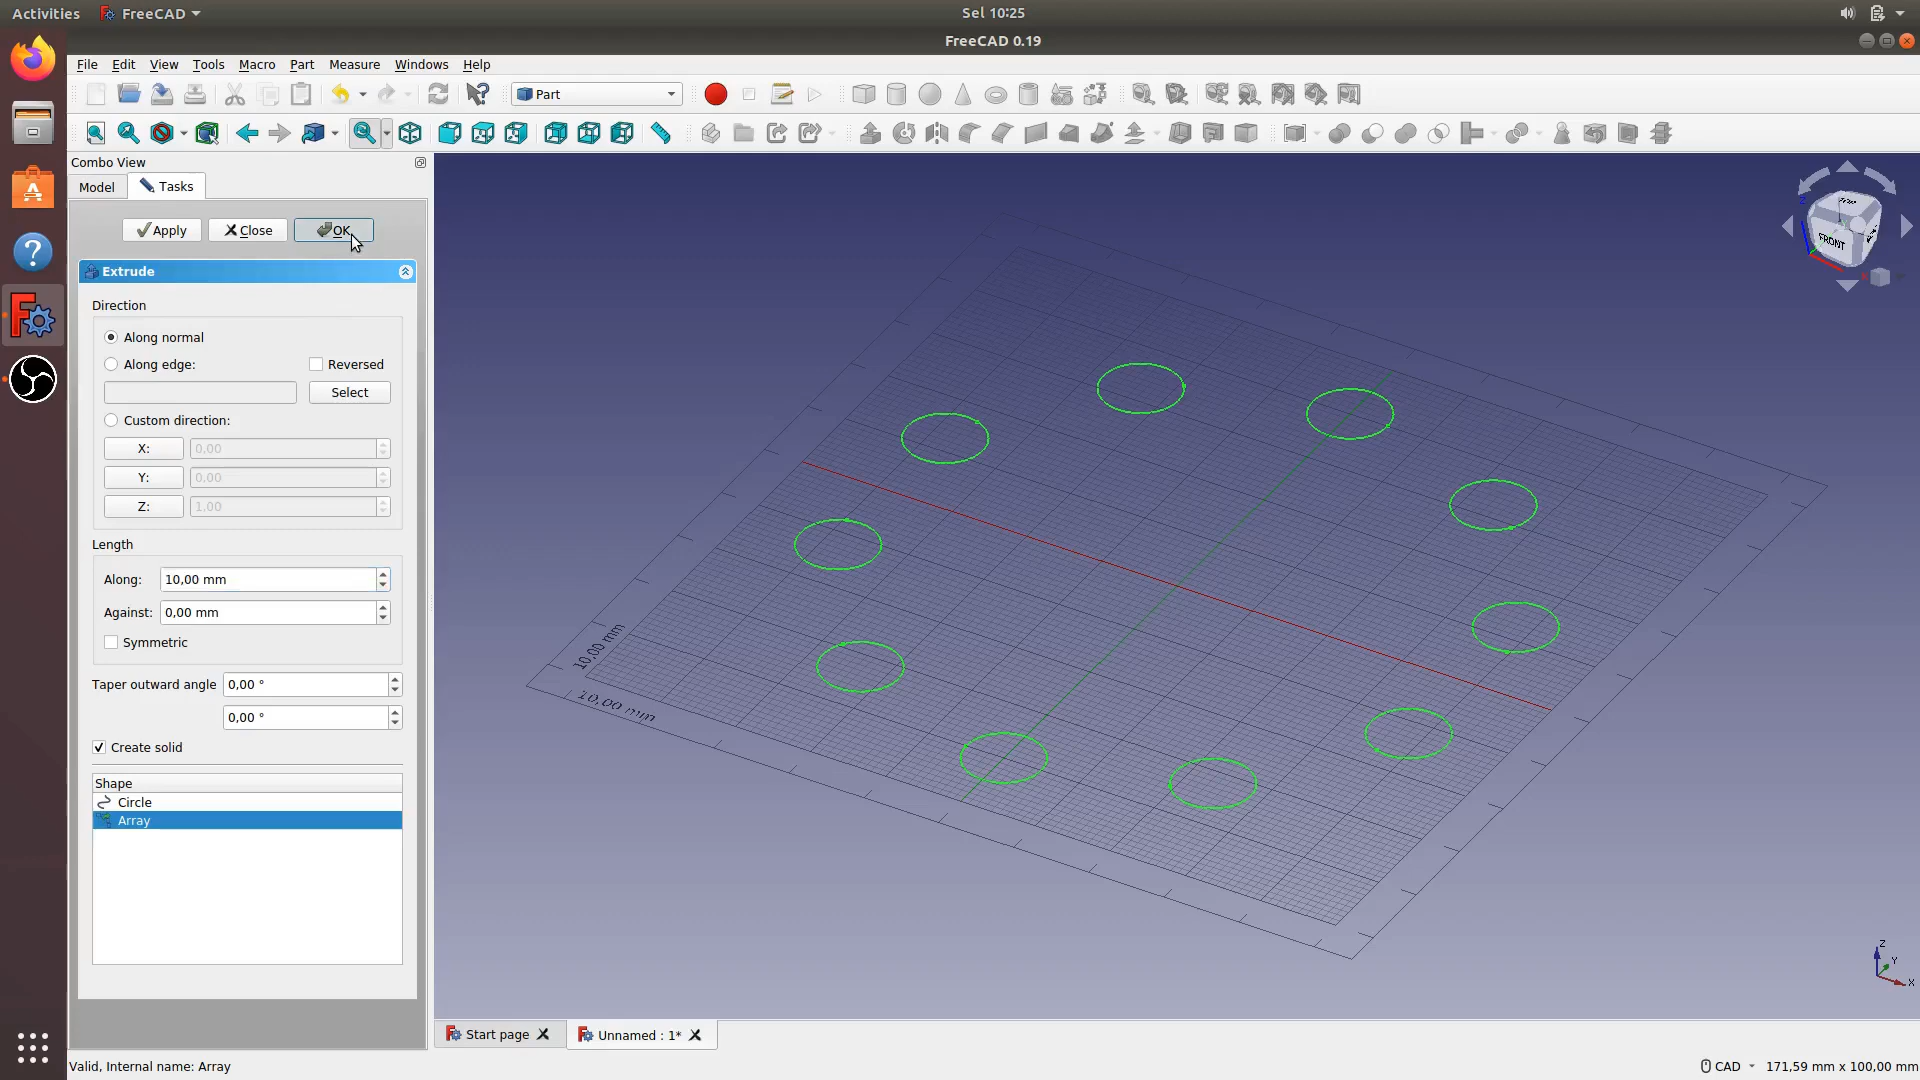 Activities
FreeCAD
Sel 10:25
FreeCAD 0.19
File Edit View Tools Macro Part Measure Windows Help
Part
Combo View
Model
Tasks
Apply
Close
OK
Extrude
Direction
Along normal
Along edge:
Reversed
Select
Custom direction:
X:
0,00
Y:
0,00
Z:
1,00
Length
Along:
10,00 mm
Against:
0,00 mm
Symmetric
Taper outward angle
0,00 °
0,00 °
Create solid
Shape
Circle
Array
10,00 mm
10,00 mm
TOP
FRONT
Z
Z
Y
X
Start page
Unnamed : 1*
Valid, Internal name: Array
CAD
171,59 mm x 100,00 mm